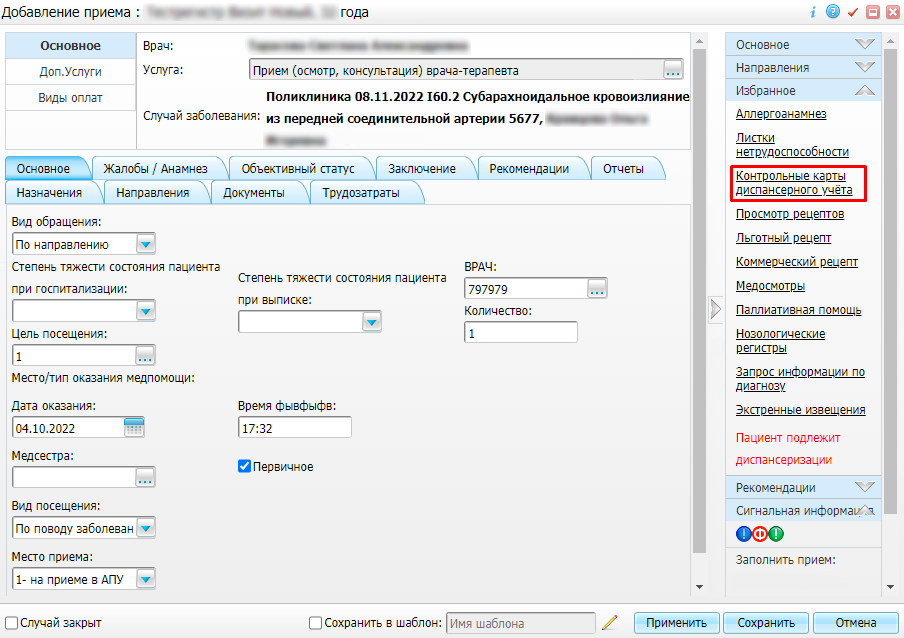 Добавление приема :
года
Основное
Доп.Услуги
Виды оплат
Врач:
Услуга:
Прием (осмотр, консультация) врача-терапевта
...
Случай заболевания:
Поликлиника 08.11.2022 I60.2 Субарахноидальное кровоизлияние
из передней соединительной артерии 5677,
Основное
Жалобы / Анамнез
Объективный статус
Заключение
Рекомендации
Отчеты
Назначения
Направления
Документы
Трудозатраты
Вид обращения:
По направлению
Степень тяжести состояния пациента
при госпитализации:
Степень тяжести состояния пациента
при выписке:
ВРАЧ:
797979
...
Количество:
1
Цель посещения:
1
...
Место/тип оказания медпомощи:
Дата оказания:
04.10.2022
Время фывфыфв:
17:32
Медсестра:
...
Первичное
Вид посещения:
По поводу заболеван
Место приема:
1- на приеме в АПУ
Основное
Направления
Избранное
Аллергоанамнез
Листки
нетрудоспособности
Контрольные карты
диспансерного учёта
Просмотр рецептов
Льготный рецепт
Коммерческий рецепт
Медосмотры
Паллиативная помощь
Нозологические
регистры
Запрос информации по
диагнозу
Экстренные извещения
Пациент подлежит
диспансеризации
Рекомендации
Сигнальная информация
! Ф !
Заполнить прием:
Случай закрыт
Сохранить в шаблон:
Имя шаблона
Применить
Сохранить
Отмена